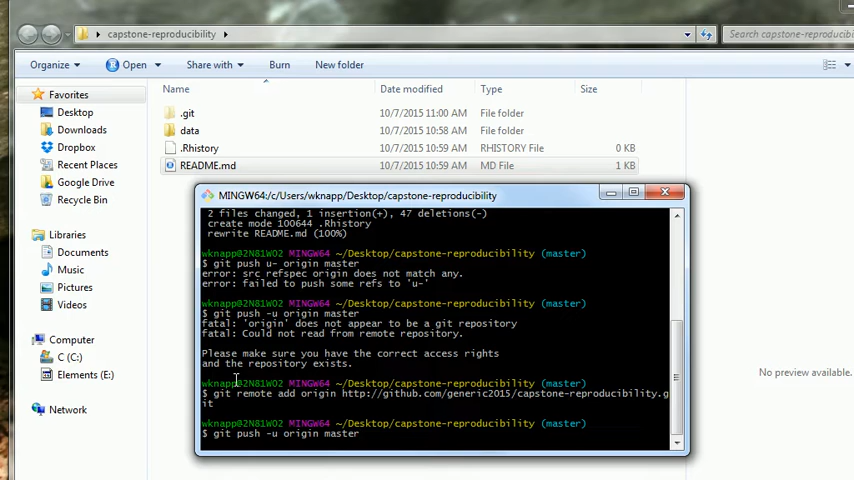 capstone-reproducibility
Search capstone-reproducibi
Organize
Open
Share with
Burn
New folder
Favorites
Desktop
Downloads
Dropbox
Recent Places
Google Drive
Recycle Bin
Libraries
Documents
Music
Pictures
Videos
Computer
C (C:)
Elements (E:)
Network
Name
Date modified
Type
Size
.git
10/7/2015 11:00 AM
File folder
data
10/7/2015 10:58 AM
File folder
.Rhistory
10/7/2015 10:59 AM
RHISTORY File
0 KB
README.md
10/7/2015 10:59 AM
MD File
1 KB
No preview available.
MINGW64:/c/Users/wknapp/Desktop/capstone-reproducibility
2 files changed, 1 insertion(+), 47 deletions(-)
create mode 100644 .Rhistory
rewrite README.md (100%)
wknapp@2N81W02 MINGW64 ~/Desktop/capstone-reproducibility (master)
$ git push u- origin master
error: src refspec origin does not match any.
error: failed to push some refs to 'u-'
wknapp@2N81W02 MINGW64 ~/Desktop/capstone-reproducibility (master)
$ git push -u origin master
fatal: 'origin' does not appear to be a git repository
fatal: Could not read from remote repository.
Please make sure you have the correct access rights
and the repository exists.
wknapp@2N81W02 MINGW64 ~/Desktop/capstone-reproducibility (master)
$ git remote add origin http://github.com/generic2015/capstone-reproducibility.g
it
wknapp@2N81W02 MINGW64 ~/Desktop/capstone-reproducibility (master)
$ git push -u origin master